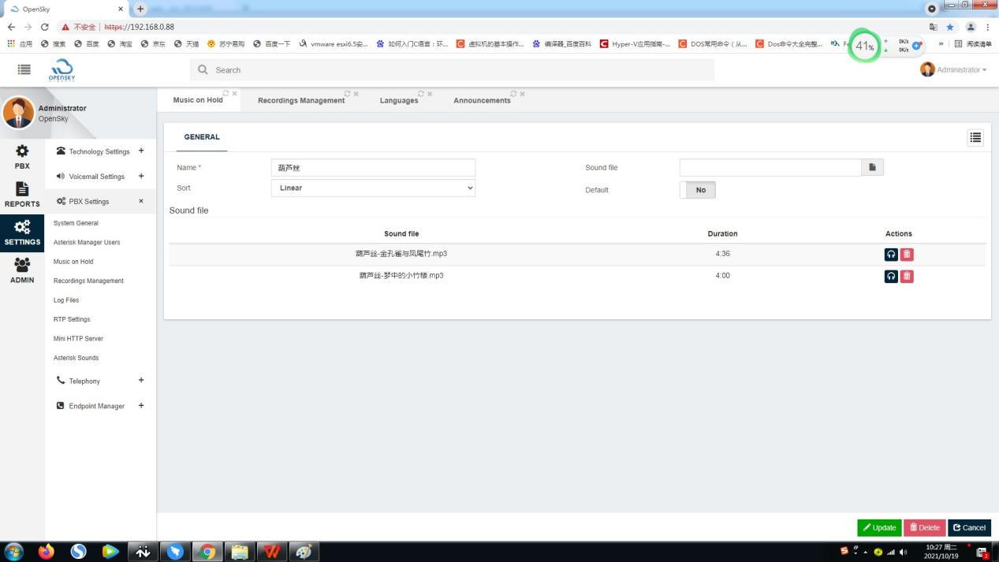 OpenSky
不安全 https://192.168.0.88
应用 搜索 百度 淘宝 京东 天猫 苏宁易购 百度一下 vmware esxi6.5安... 如何入门C语言：环... 虚拟机的基本操作... 编译器_百度百科 Hyper-V应用指南-... DOS常用命令（从... Dos命令大全完整... 41% 0K/s 0K/s » 阅读清单
OPENSKY Search Administrator
Music on Hold Recordings Management Languages Announcements
Administrator
OpenSky
PBX
REPORTS
SETTINGS
ADMIN
Technology Settings +
Voicemail Settings +
PBX Settings ×
System General
Asterisk Manager Users
Music on Hold
Recordings Management
Log Files
RTP Settings
Mini HTTP Server
Asterisk Sounds
Telephony +
Endpoint Manager +
GENERAL
Name * 葫芦丝 Sound file
Sort Linear Default No
Sound file
Sound file Duration Actions
葫芦丝-金孔雀与凤尾竹.mp3 4:36
葫芦丝-梦中的小竹楼.mp3 4:00
Update Delete Cancel
10:27 周二
2021/10/19
2